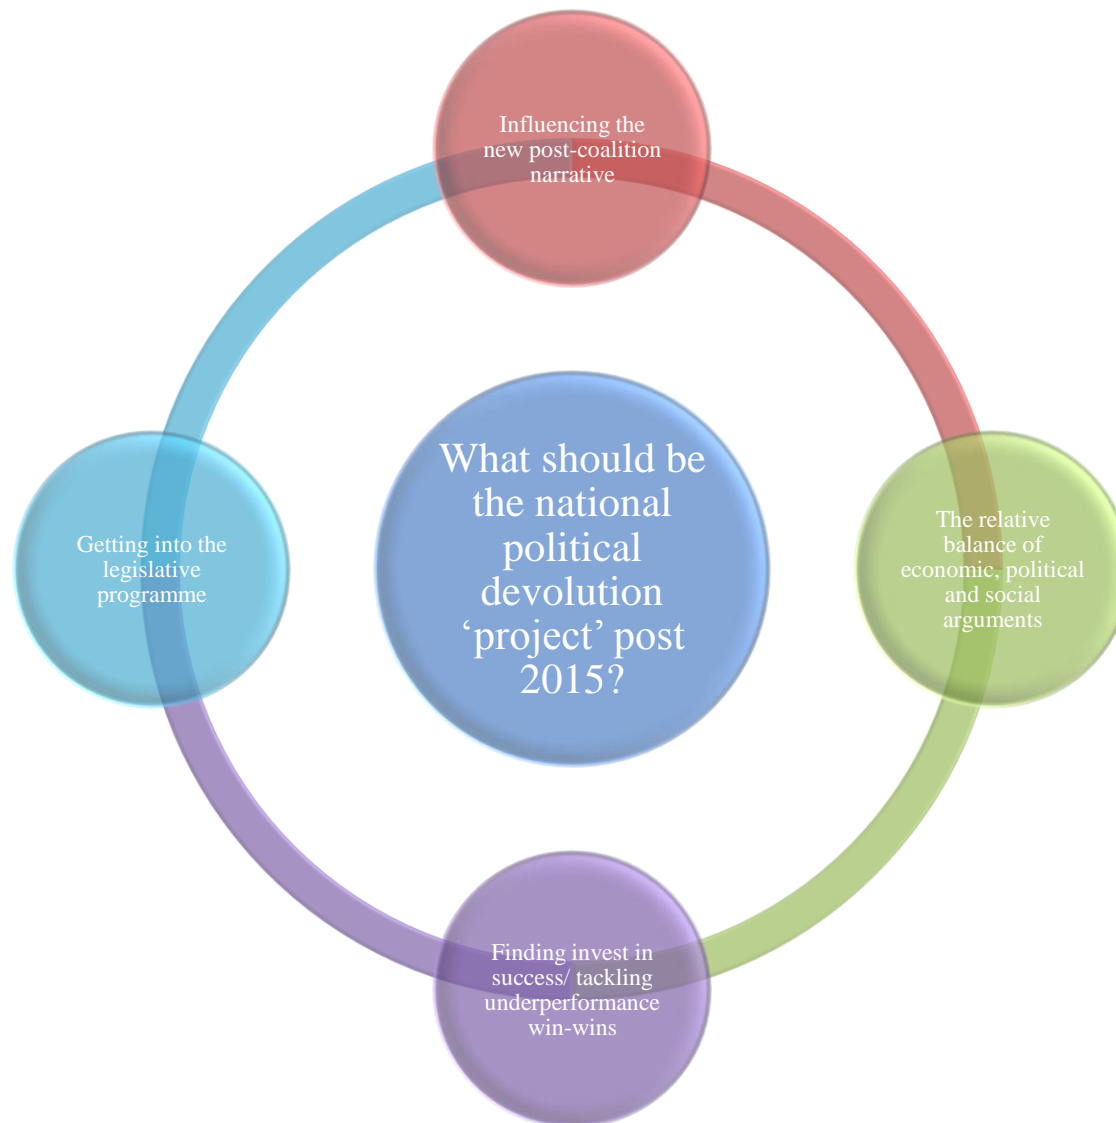 Influencing the
new post-coalition
narrative
What should be
the national
political
devolution
‘project’ post
2015?
Getting into the
legislative
programme
The relative
balance of
economic, political
and social
arguments
Finding invest in
success/ tackling
underperformance
win-wins